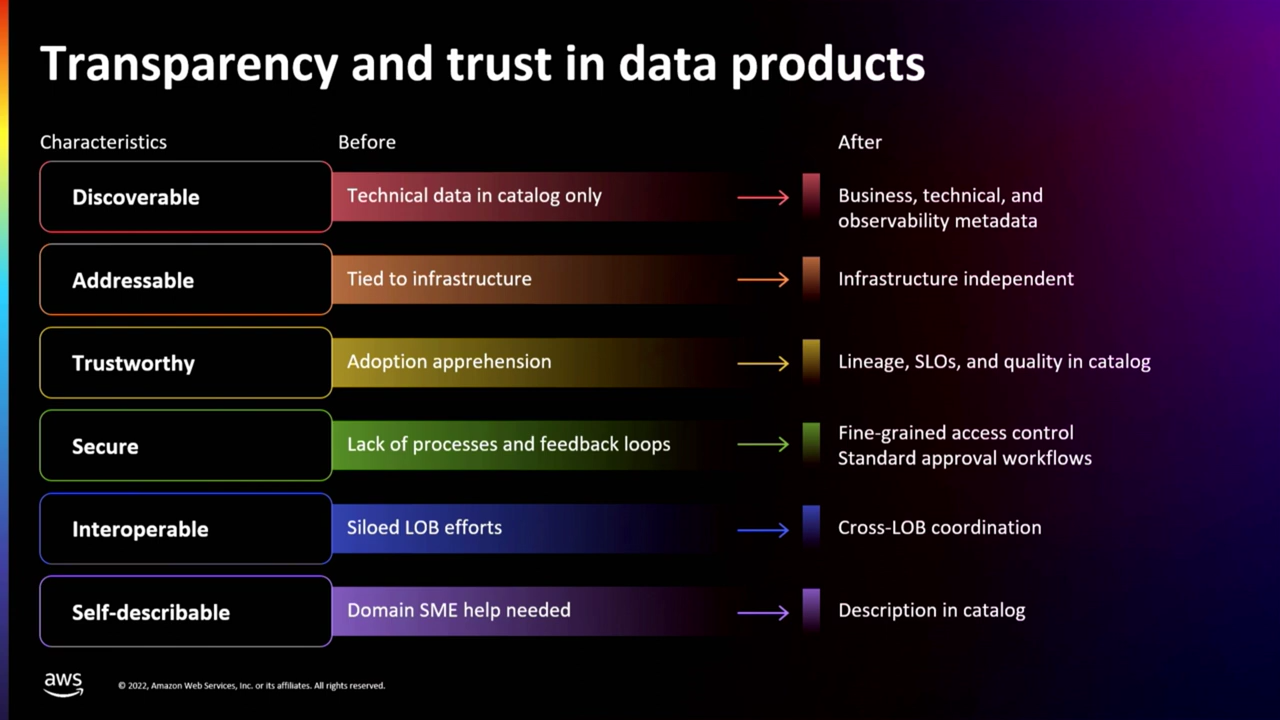 Transparency and trust in data products
Characteristics
Before
After
Discoverable
Technical data in catalog only
Business, technical, and
observability metadata
Addressable
Tied to infrastructure
Infrastructure independent
Trustworthy
Adoption apprehension
Lineage, SLOs, and quality in catalog
Secure
Lack of processes and feedback loops
Fine-grained access control
Standard approval workflows
Interoperable
Siloed LOB efforts
Cross-LOB coordination
Self-describable
Domain SME help needed
Description in catalog
aws
© 2022, Amazon Web Services, Inc. or its affiliates. All rights reserved.